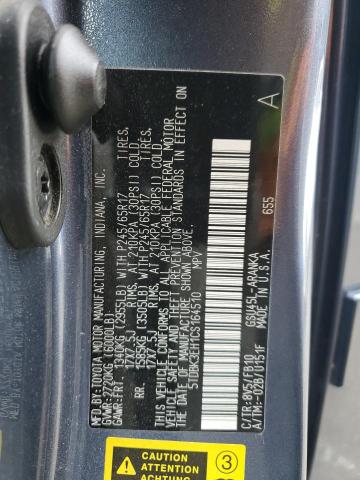 MFD.BY:TOYOTA MOTOR MANUFACTURING, INDIANA, INC.
GVWR:2720KG(6000LB)
GAWR:FRT. 1340KG(2955LB)WITH P245/65R17 TIRES,
17X7.5J RIMS, AT 210KPA(30PSI) COLD.
RR. 1585KG(3500LB)WITH P245/65R17 TIRES,
17X7.5J RIMS, AT 210KPA(30PSI) COLD.
THIS VEHICLE CONFORMS TO ALL APPLICABLE FEDERAL MOTOR
VEHICLE SAFETY AND THEFT PREVENTION STANDARDS IN EFFECT
ON THE DATE OF MANUFACTURE SHOWN ABOVE.
5TDBK3EH1CS164510 MPV
A
655
C/TR:8V5/FB10 GSU45L-ARANKA
A/TM:-02B/U151F MADE IN U.S.A.
CAUTION
ATTENTION
ACHTUNG
3